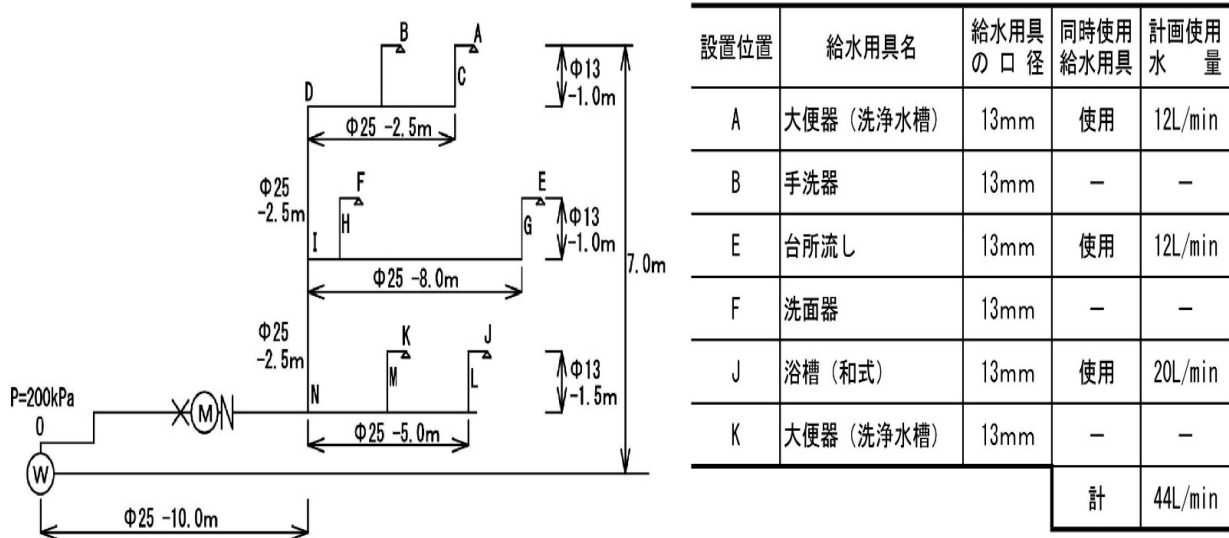 B
A
C
D
Φ13
-1.0m
Φ25 -2.5m
Φ25
-2.5m
F
E
H
G
I
Φ13
-1.0m
7.0m
Φ25 -8.0m
Φ25
-2.5m
K
J
M
L
N
Φ13
-1.5m
P=200kPa
O
M
Φ25 -5.0m
W
Φ25 -10.0m
設置位置 給水用具名 給水用具の口径 同時使用給水用具 計画使用水量
A 大便器（洗浄水槽） 13mm 使用 12L/min
B 手洗器 13mm － －
E 台所流し 13mm 使用 12L/min
F 洗面器 13mm － －
J 浴槽（和式） 13mm 使用 20L/min
K 大便器（洗浄水槽） 13mm － －
計 44L/min